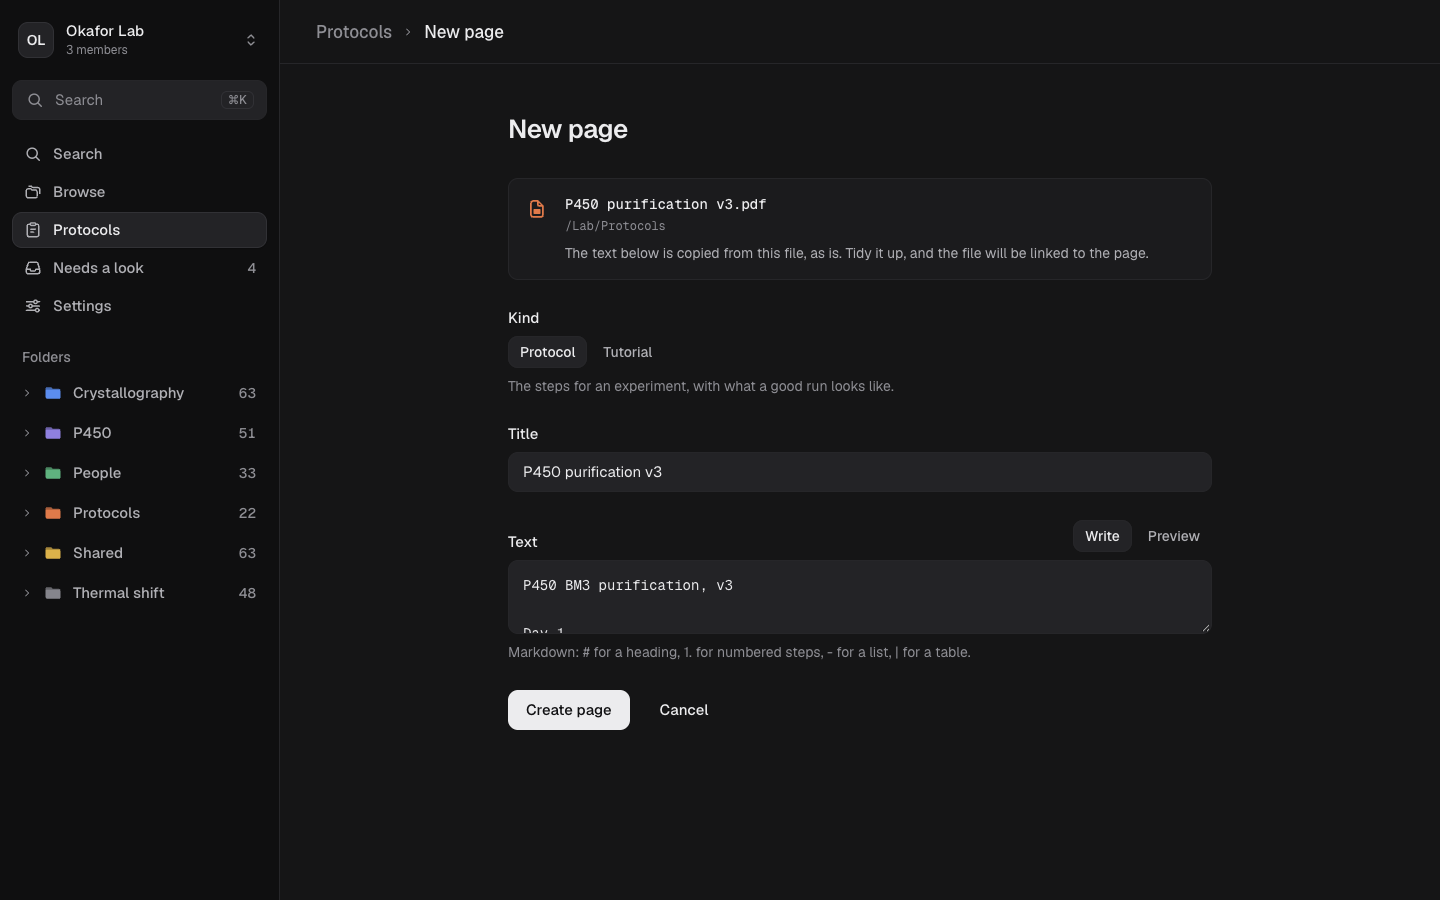 OL
Okafor Lab
3 members
Search
⌘K
Search
Browse
Protocols
Needs a look 4
Settings
Folders
Crystallography 63
P450 51
People 33
Protocols 22
Shared 63
Thermal shift 48
Protocols › New page
New page
P450 purification v3.pdf
/Lab/Protocols
The text below is copied from this file, as is. Tidy it up, and the file will be linked to the page.
Kind
Protocol Tutorial
The steps for an experiment, with what a good run looks like.
Title
P450 purification v3
Text
Write Preview
P450 BM3 purification, v3
Day 1
Markdown: # for a heading, 1. for numbered steps, - for a list, | for a table.
Create page Cancel